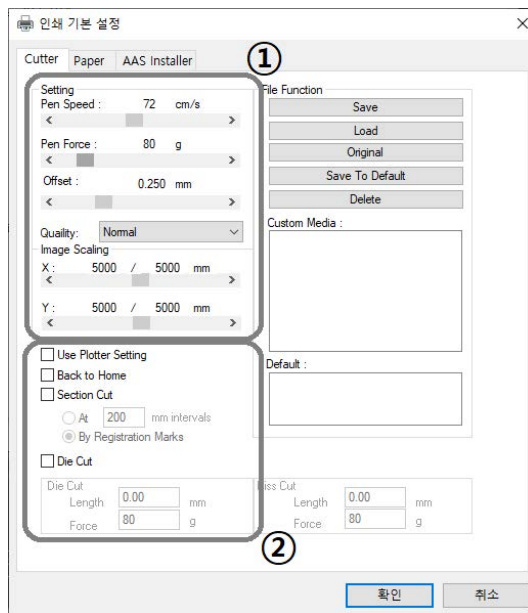 인쇄 기본 설정
Cutter Paper AAS Installer
①
Setting
Pen Speed : 72 cm/s
Pen Force : 80 g
Offset : 0.250 mm
Quaility: Normal
Image Scaling
X : 5000 / 5000 mm
Y : 5000 / 5000 mm
File Function
Save
Load
Original
Save To Default
Delete
Custom Media :
Default :
Use Plotter Setting
Back to Home
Section Cut
At 200 mm intervals
By Registration Marks
Die Cut
Die Cut
Length 0.00 mm
Force 80 g
②
Kiss Cut
Length 0.00 mm
Force 80 g
확인 취소